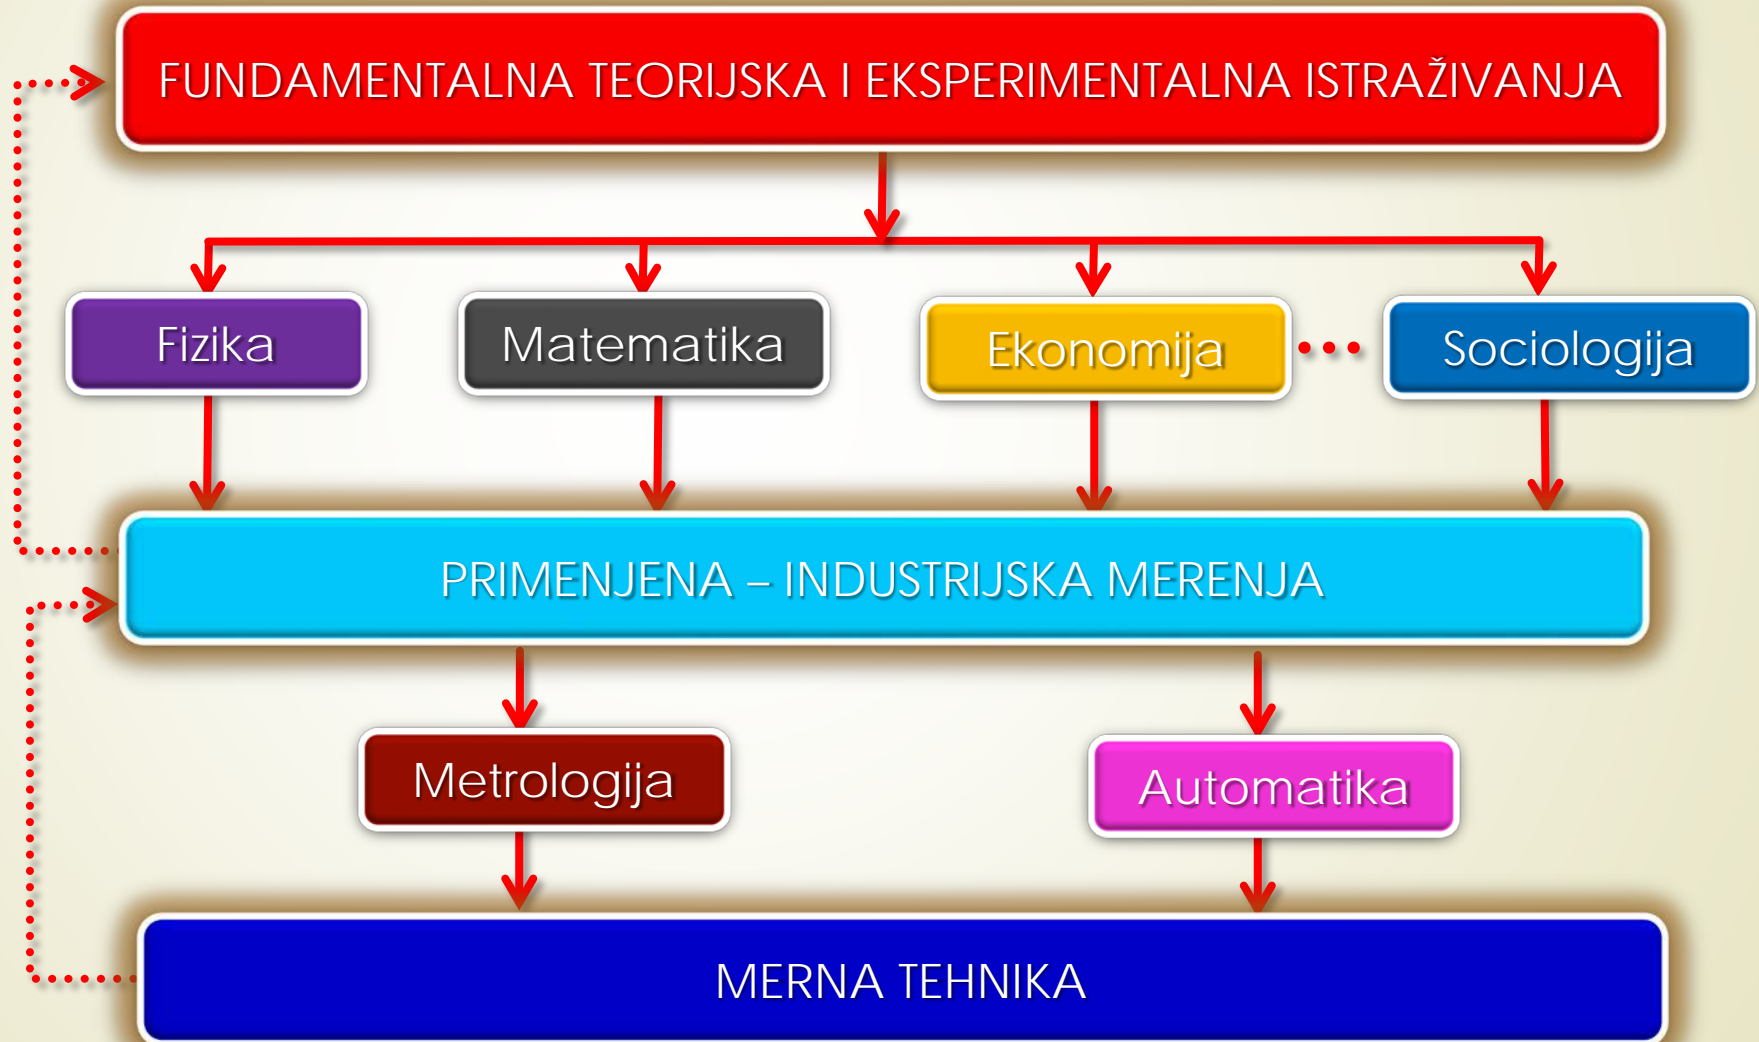 FUNDAMENTALNA TEORIJSKA I EKSPERIMENTALNA ISTRAŽIVANJA
Fizika
Matematika
Ekonomija
Sociologija
PRIMENJENA – INDUSTRIJSKA MERENJA
Metrologija
Automatika
MERNA TEHNIKA